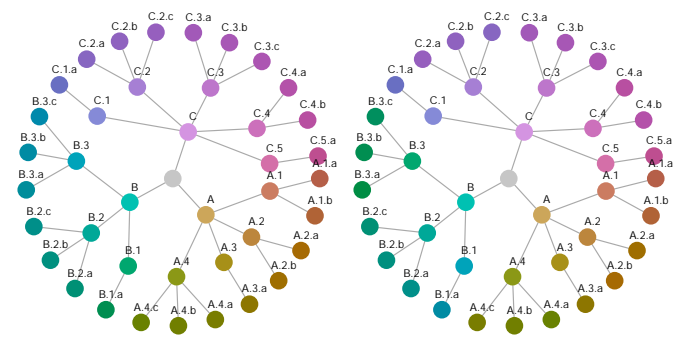 C.2.c
C.3.a
C.2.b
C.3.b
C.2.a
C.3.c
C.1.a
C.2
C.3
C.4.a
B.3.c
C.1
C
C.4
C.4.b
B.3.b
B.3
C.5
C.5.a
A.1.a
B.3.a
B
A.1
B.2.c
B.2
A
A.1.b
B.2.b
B.1
A.2
A.2.a
B.2.a
A.4
A.3
A.2.b
B.1.a
A.4.c
A.4.b
A.4.a
A.3.a
C.2.c
C.3.a
C.2.b
C.3.b
C.2.a
C.3.c
C.1.a
C.2
C.3
C.4.a
B.3.c
C.1
C
C.4
C.4.b
B.3.b
B.3
C.5
C.5.a
A.1.a
B.3.a
B
A.1
B.2.c
B.2
A
A.1.b
B.2.b
B.1
A.2
A.2.a
B.2.a
A.4
A.3
A.2.b
B.1.a
A.4.c
A.4.b
A.4.a
A.3.a